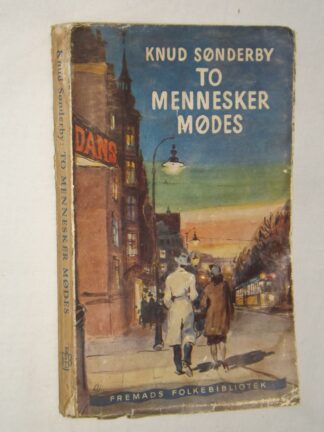 KNUD SØNDERBY
TO
MENNESKER
MØDES
DANS
FREMADS FOLKEBIBLIOTEK
Knud Sønderby: TO MENNESKER MØDES